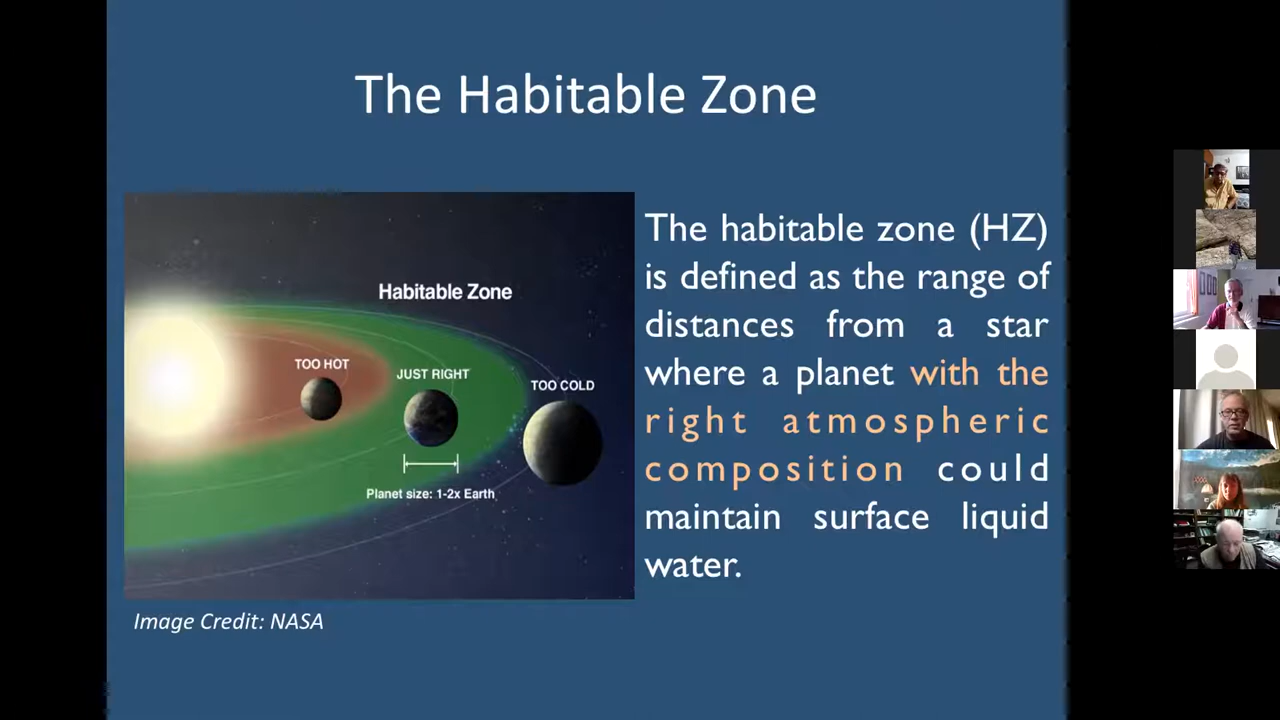 The Habitable Zone
Habitable Zone
TOO HOT
JUST RIGHT
TOO COLD
Planet size: 1-2x Earth
Image Credit: NASA
The habitable zone (HZ)
is defined as the range of
distances from a star
where a planet with the
right atmospheric
composition could
maintain surface liquid
water.